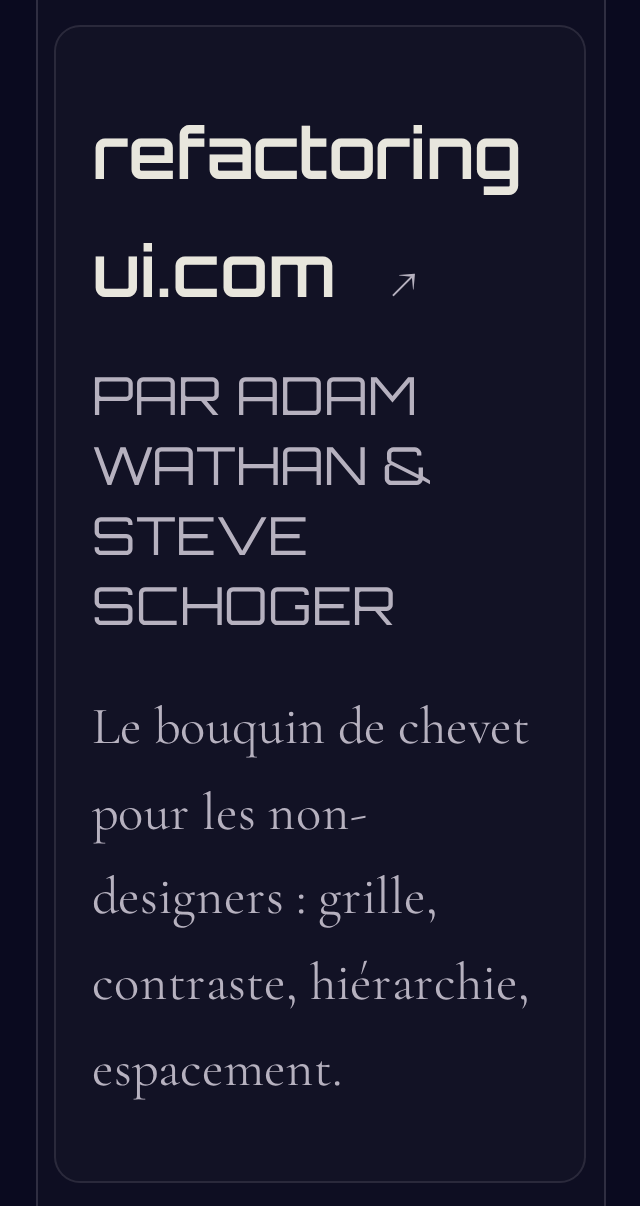 refactoring
ui.com ↗
PAR ADAM
WATHAN &
STEVE
SCHOGER
Le bouquin de chevet
pour les non-
designers : grille,
contraste, hiérarchie,
espacement.